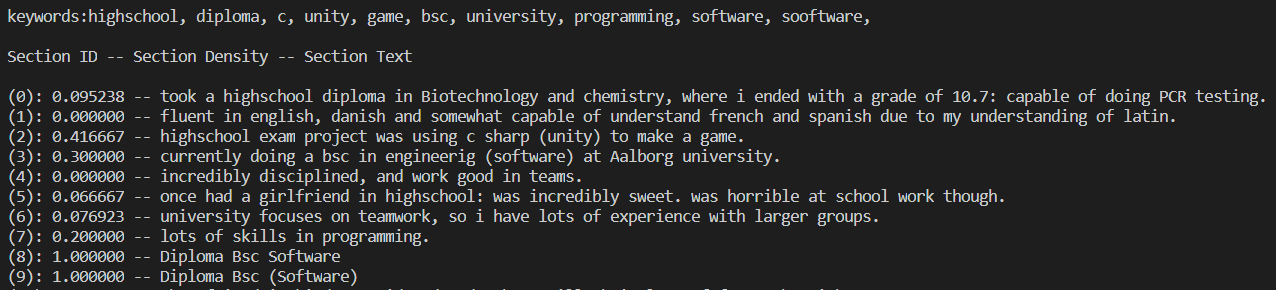 keywords:highschool, diploma, c, unity, game, bsc, university, programming, software, sooftware,
Section ID -- Section Density -- Section Text
(0): 0.095238 -- took a highschool diploma in Biotechnology and chemistry, where i ended with a grade of 10.7: capable of doing PCR testing.
(1): 0.000000 -- fluent in english, danish and somewhat capable of understand french and spanish due to my understanding of latin.
(2): 0.416667 -- highschool exam project was using c sharp (unity) to make a game.
(3): 0.300000 -- currently doing a bsc in engineerig (software) at Aalborg university.
(4): 0.000000 -- incredibly disciplined, and work good in teams.
(5): 0.066667 -- once had a girlfriend in highschool: was incredibly sweet. was horrible at school work though.
(6): 0.076923 -- university focuses on teamwork, so i have lots of experience with larger groups.
(7): 0.200000 -- lots of skills in programming.
(8): 1.000000 -- Diploma Bsc Software
(9): 1.000000 -- Diploma Bsc (Software)